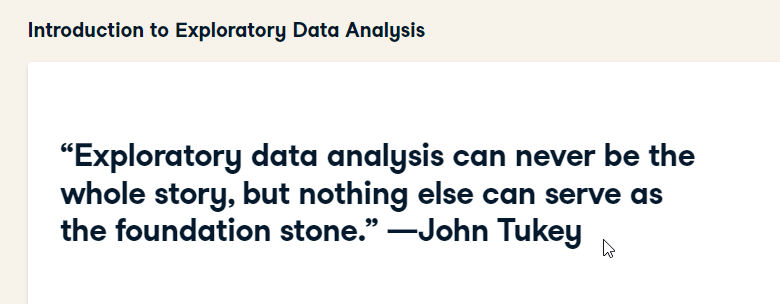 Introduction to Exploratory Data Analysis
“Exploratory data analysis can never be the
whole story, but nothing else can serve as
the foundation stone.” —John Tukey